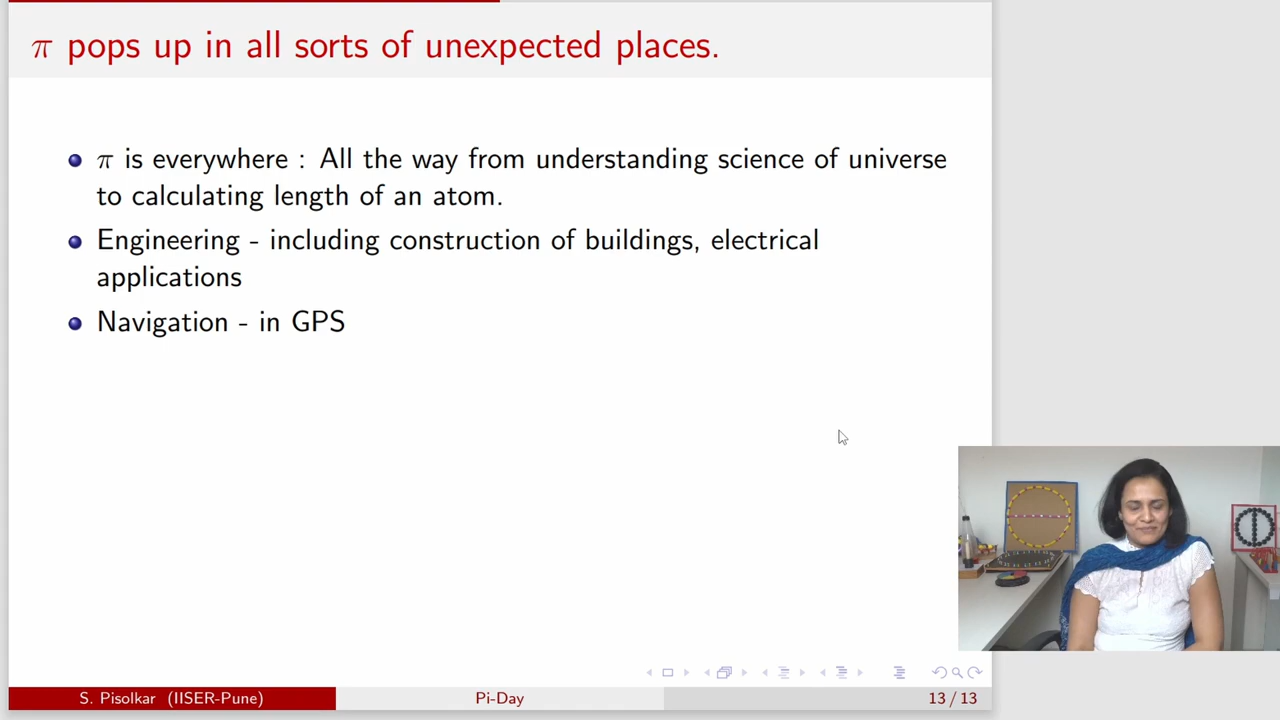 π pops up in all sorts of unexpected places.
π is everywhere : All the way from understanding science of universe
to calculating length of an atom.
Engineering - including construction of buildings, electrical
applications
Navigation - in GPS
S. Pisolkar (IISER-Pune)
Pi-Day
13 / 13